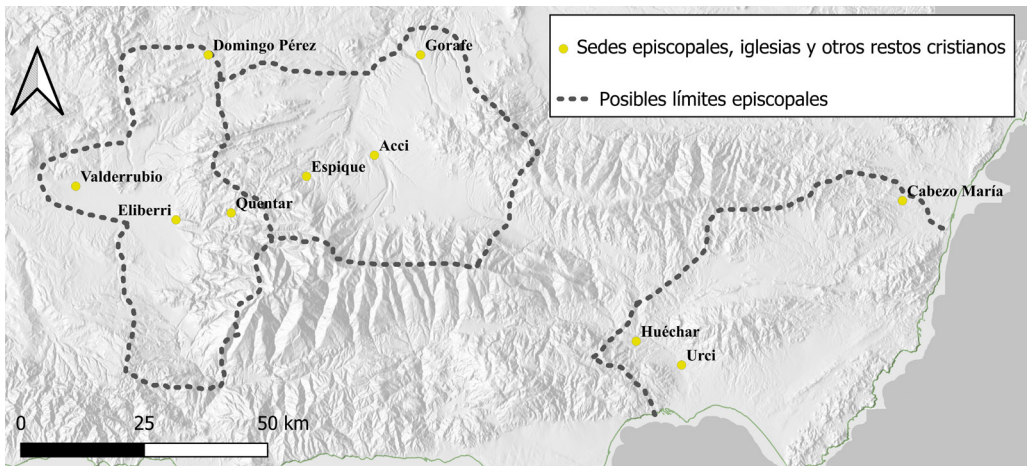 Domingo Pérez
Gorafe
Sedes episcopales, iglesias y otros restos cristianos
Posibles límites episcopales
Acci
Espique
Valderrubio
Cabezo María
Eliberri
Quéntar
Huéchar
Urci
0 25 50 km